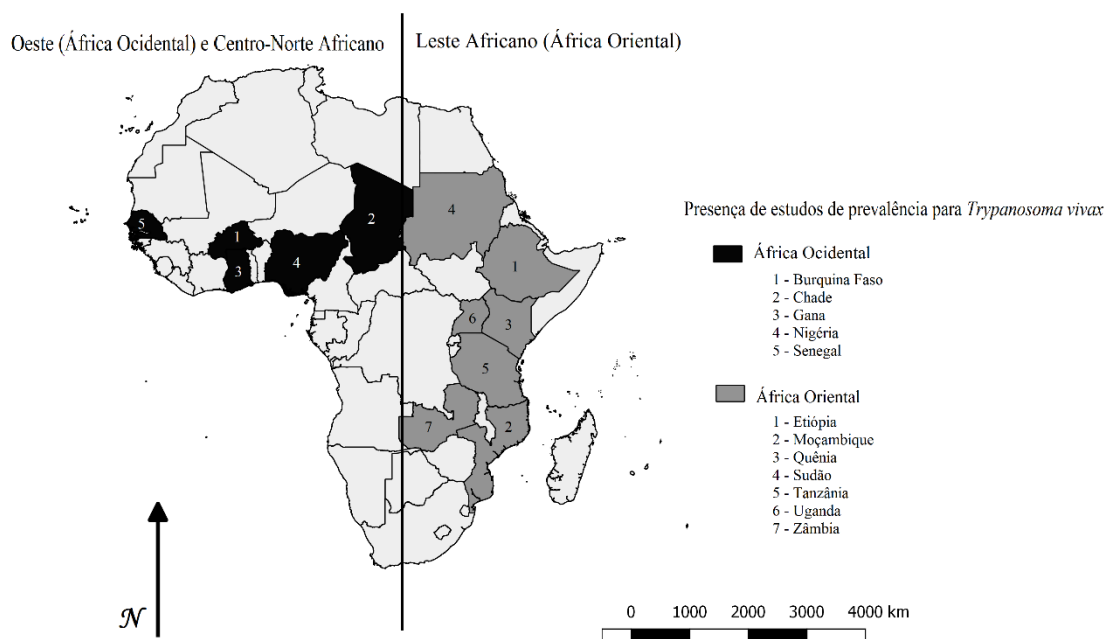 Oeste (África Ocidental) e Centro-Norte Africano
Leste Africano (África Oriental)
Presença de estudos de prevalência para Trypanosoma vivax
África Ocidental
1 - Burquina Faso
2 - Chade
3 - Gana
4 - Nigéria
5 - Senegal
África Oriental
1 - Etiópia
2 - Moçambique
3 - Quênia
4 - Sudão
5 - Tanzânia
6 - Uganda
7 - Zâmbia
5
1
3
4
2
4
1
6
3
5
7
2
N
0 1000 2000 3000 4000 km